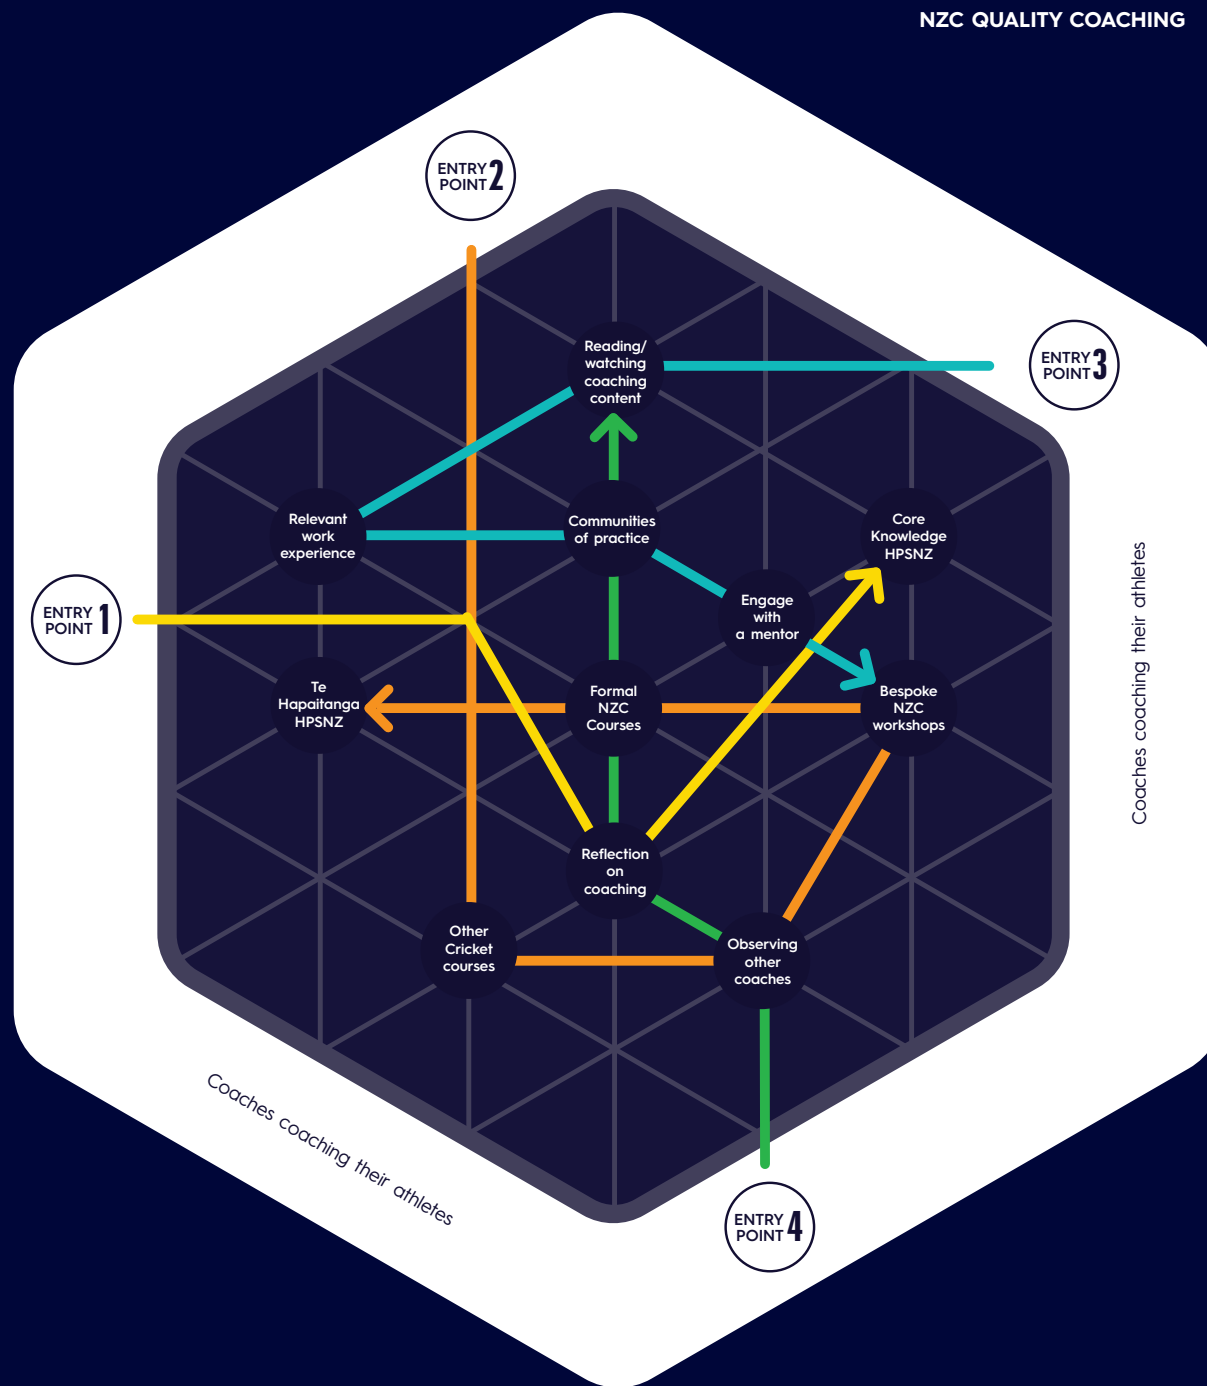 NZC QUALITY COACHING
ENTRY
POINT 2
ENTRY
POINT 3
Reading/
watching
coaching
content
Relevant
work
experience
Communities
of practice
Core
Knowledge
HPSNZ
ENTRY
POINT 1
Engage
with
a mentor
Te
Hapaitanga
HPSNZ
Formal
NZC
Courses
Bespoke
NZC
workshops
Coaches coaching their athletes
Reflection
on
coaching
Other
Cricket
courses
Observing
other
coaches
Coaches coaching their athletes
ENTRY
POINT 4